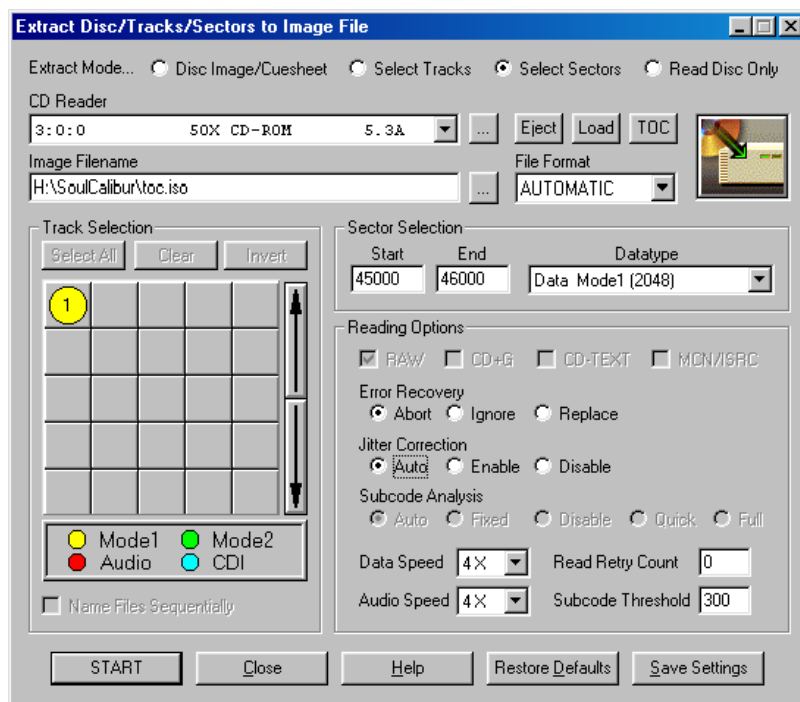 Extract Disc/Tracks/Sectors to Image File
Extract Mode... Disc Image/Cuesheet Select Tracks Select Sectors Read Disc Only
CD Reader
3:0:0 50X CD-ROM 5.3A ... Eject Load TOC
Image Filename File Format
H:\SoulCalibur\toc.iso ... AUTOMATIC
Track Selection
Select All Clear Invert
1
Mode1 Mode2
Audio CDI
Name Files Sequentially
Sector Selection
Start End Datatype
45000 46000 Data Mode1 (2048)
Reading Options
RAW CD+G CD-TEXT MCN/ISRC
Error Recovery
Abort Ignore Replace
Jitter Correction
Auto Enable Disable
Subcode Analysis
Auto Fixed Disable Quick Full
Data Speed 4X Read Retry Count 0
Audio Speed 4X Subcode Threshold 300
START Close Help Restore Defaults Save Settings